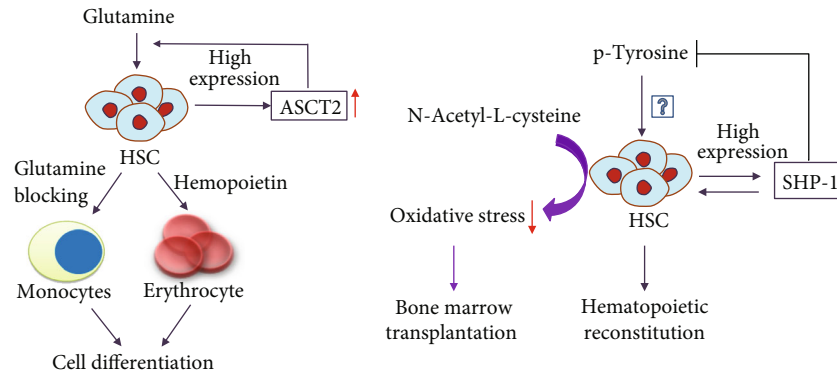 Glutamine
High
expression
ASCT2
HSC
Glutamine
blocking
Hemopoietin
Monocytes
Erythrocyte
Cell differentiation
p-Tyrosine
?
N-Acetyl-L-cysteine
High
expression
SHP-1
HSC
Oxidative stress
Bone marrow
transplantation
Hematopoietic
reconstitution